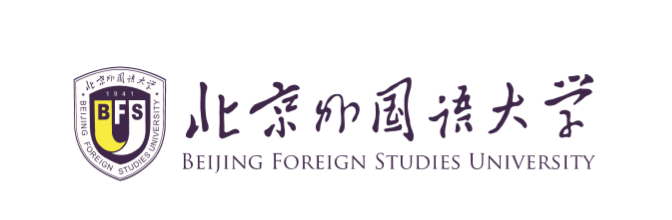 北京外国语大学
1941
BFS
U
BEIJING FOREIGN STUDIES UNIVERSITY
北京外国语大学
BEIJING FOREIGN STUDIES UNIVERSITY